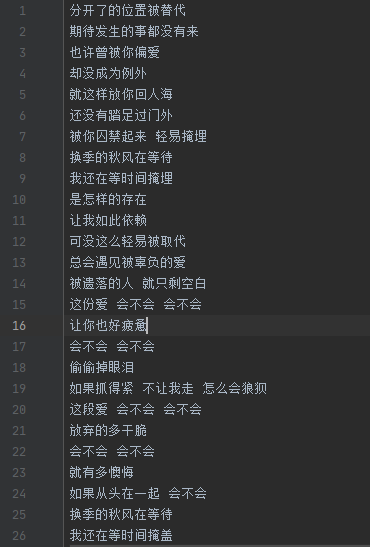 1 分开了的位置被替代
2 期待发生的事都没有来
3 也许曾被你偏爱
4 却没成为例外
5 就这样放你回人海
6 还没有踏足过门外
7 被你囚禁起来 轻易掩埋
8 换季的秋风在等待
9 我还在等时间掩埋
10 是怎样的存在
11 让我如此依赖
12 可没这么轻易被取代
13 总会遇见被辜负的爱
14 被遗落的人 就只剩空白
15 这份爱 会不会 会不会
16 让你也好疲惫
17 会不会 会不会
18 偷偷掉眼泪
19 如果抓得紧 不让我走 怎么会狼狈
20 这段爱 会不会 会不会
21 放弃的多干脆
22 会不会 会不会
23 就有多懊悔
24 如果从头在一起 会不会
25 换季的秋风在等待
26 我还在等时间掩盖